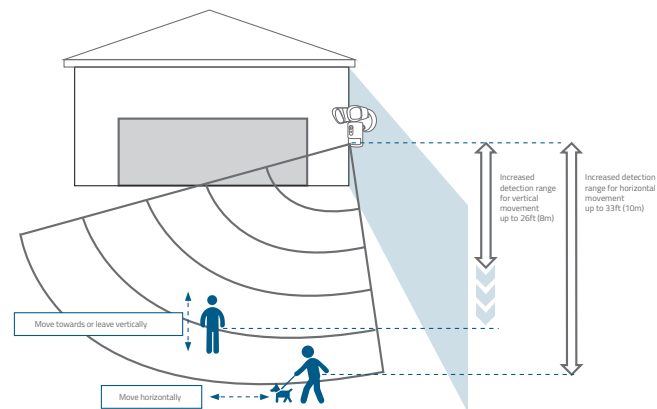 Increased
detection range
for vertical
movement
up to 26ft (8m)
Increased detection
range for horizontal
movement
up to 33ft (10m)
Move towards or leave vertically
Move horizontally